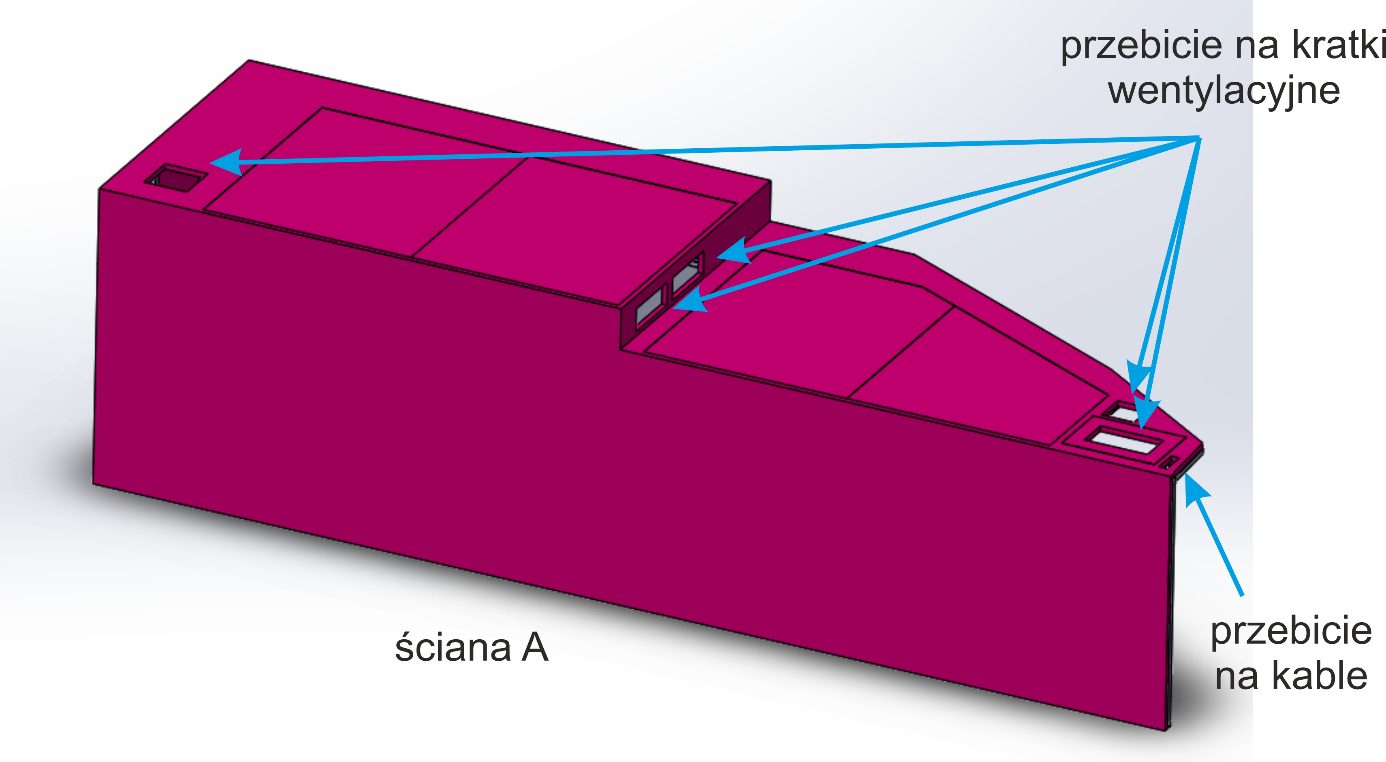 przebicie na kratki
wentylacyjne
ściana A
przebicie
na kable